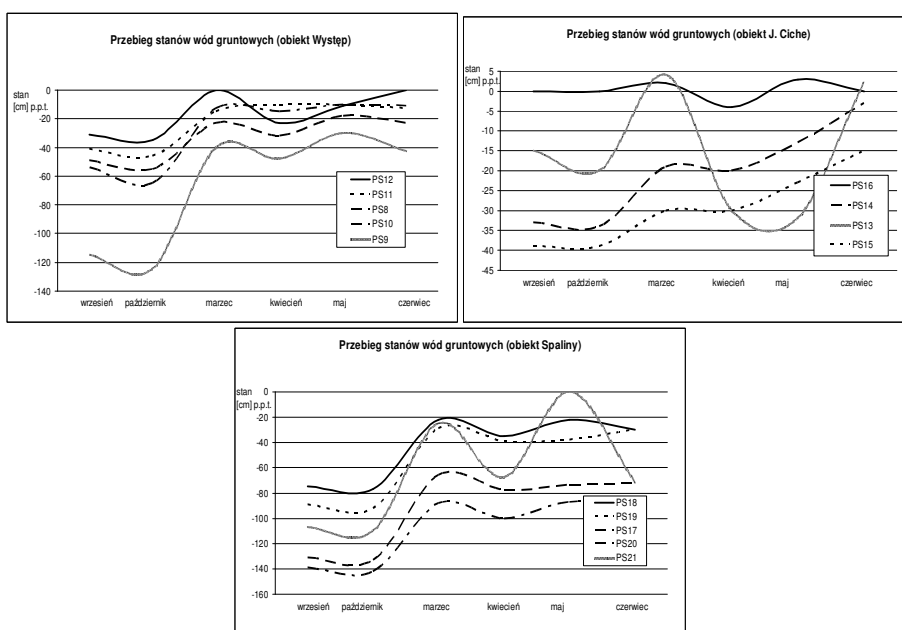 Przebieg stanów wód gruntowych (obiekt Występ)
stan
[cm] p.p.t.
0
-20
-40
-60
-80
-100
-120
-140
wrzesień październik marzec kwiecień maj czerwiec
PS12
PS11
PS8
PS10
PS9
Przebieg stanów wód gruntowych (obiekt J. Ciche)
stan
[cm] p.p.t.
5
0
-5
-10
-15
-20
-25
-30
-35
-40
-45
wrzesień październik marzec kwiecień maj czerwiec
PS16
PS14
PS13
PS15
Przebieg stanów wód gruntowych (obiekt Spaliny)
stan
[cm] p.p.t.
0
-20
-40
-60
-80
-100
-120
-140
-160
wrzesień październik marzec kwiecień maj czerwiec
PS18
PS19
PS17
PS20
PS21